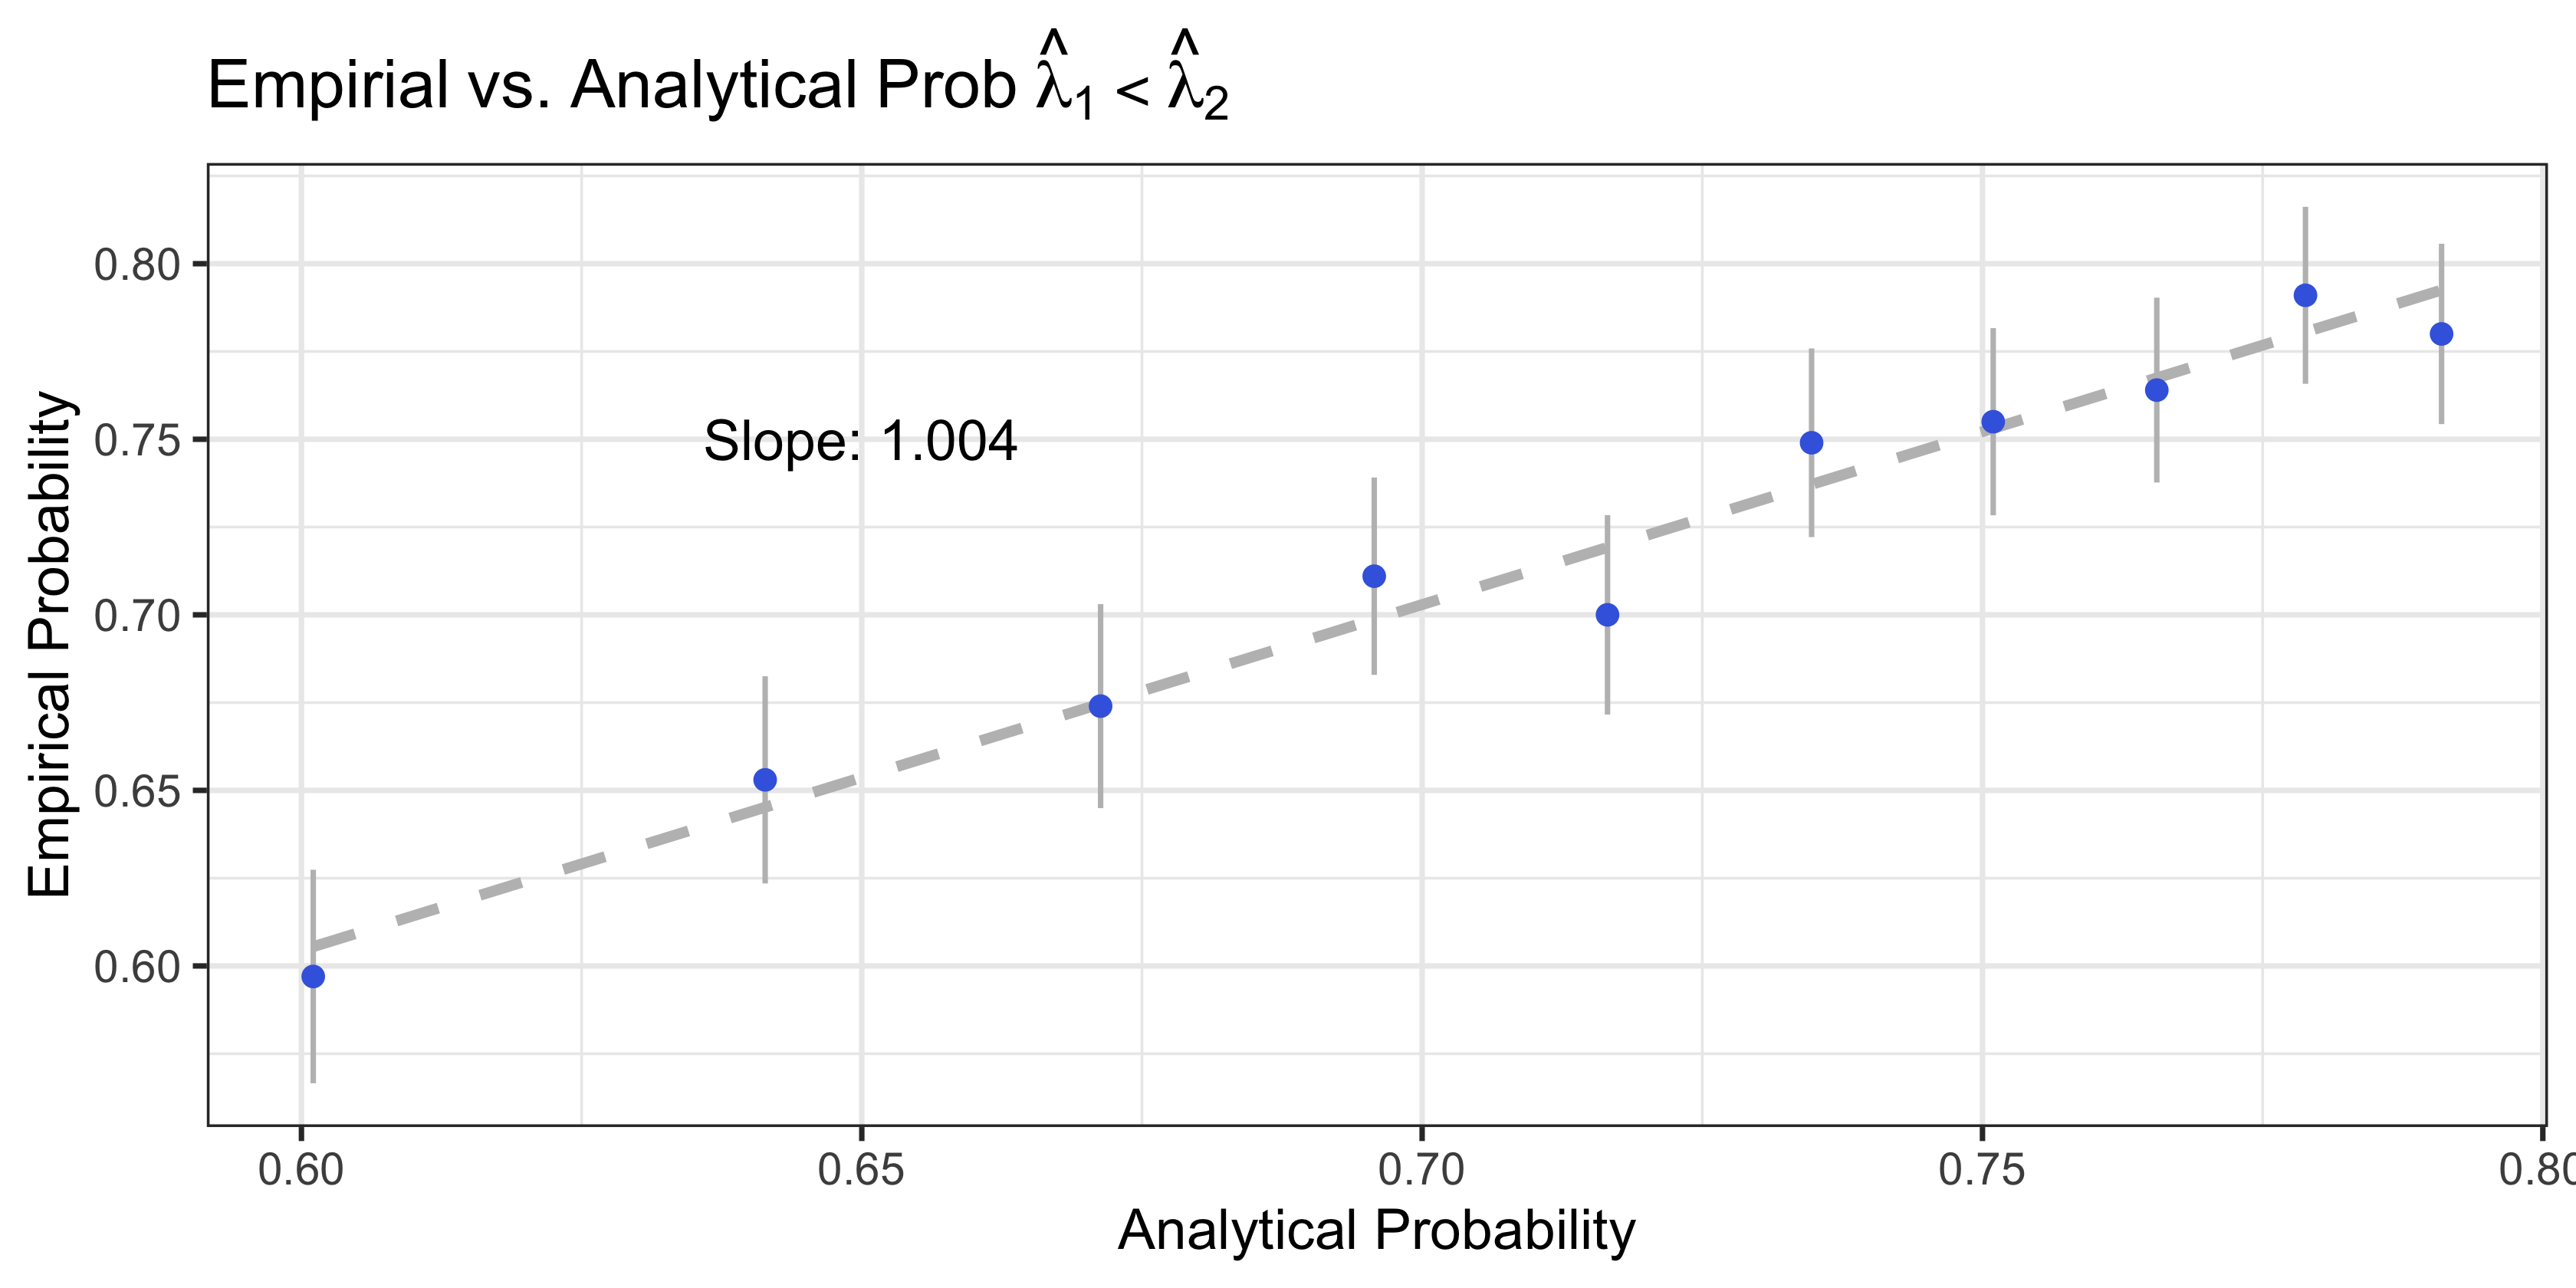 Empirial vs. Analytical Prob λ̂₁ < λ̂₂
Empirical Probability
0.80
0.75
0.70
0.65
0.60
Slope: 1.004
0.60 0.65 0.70 0.75 0.80
Analytical Probability